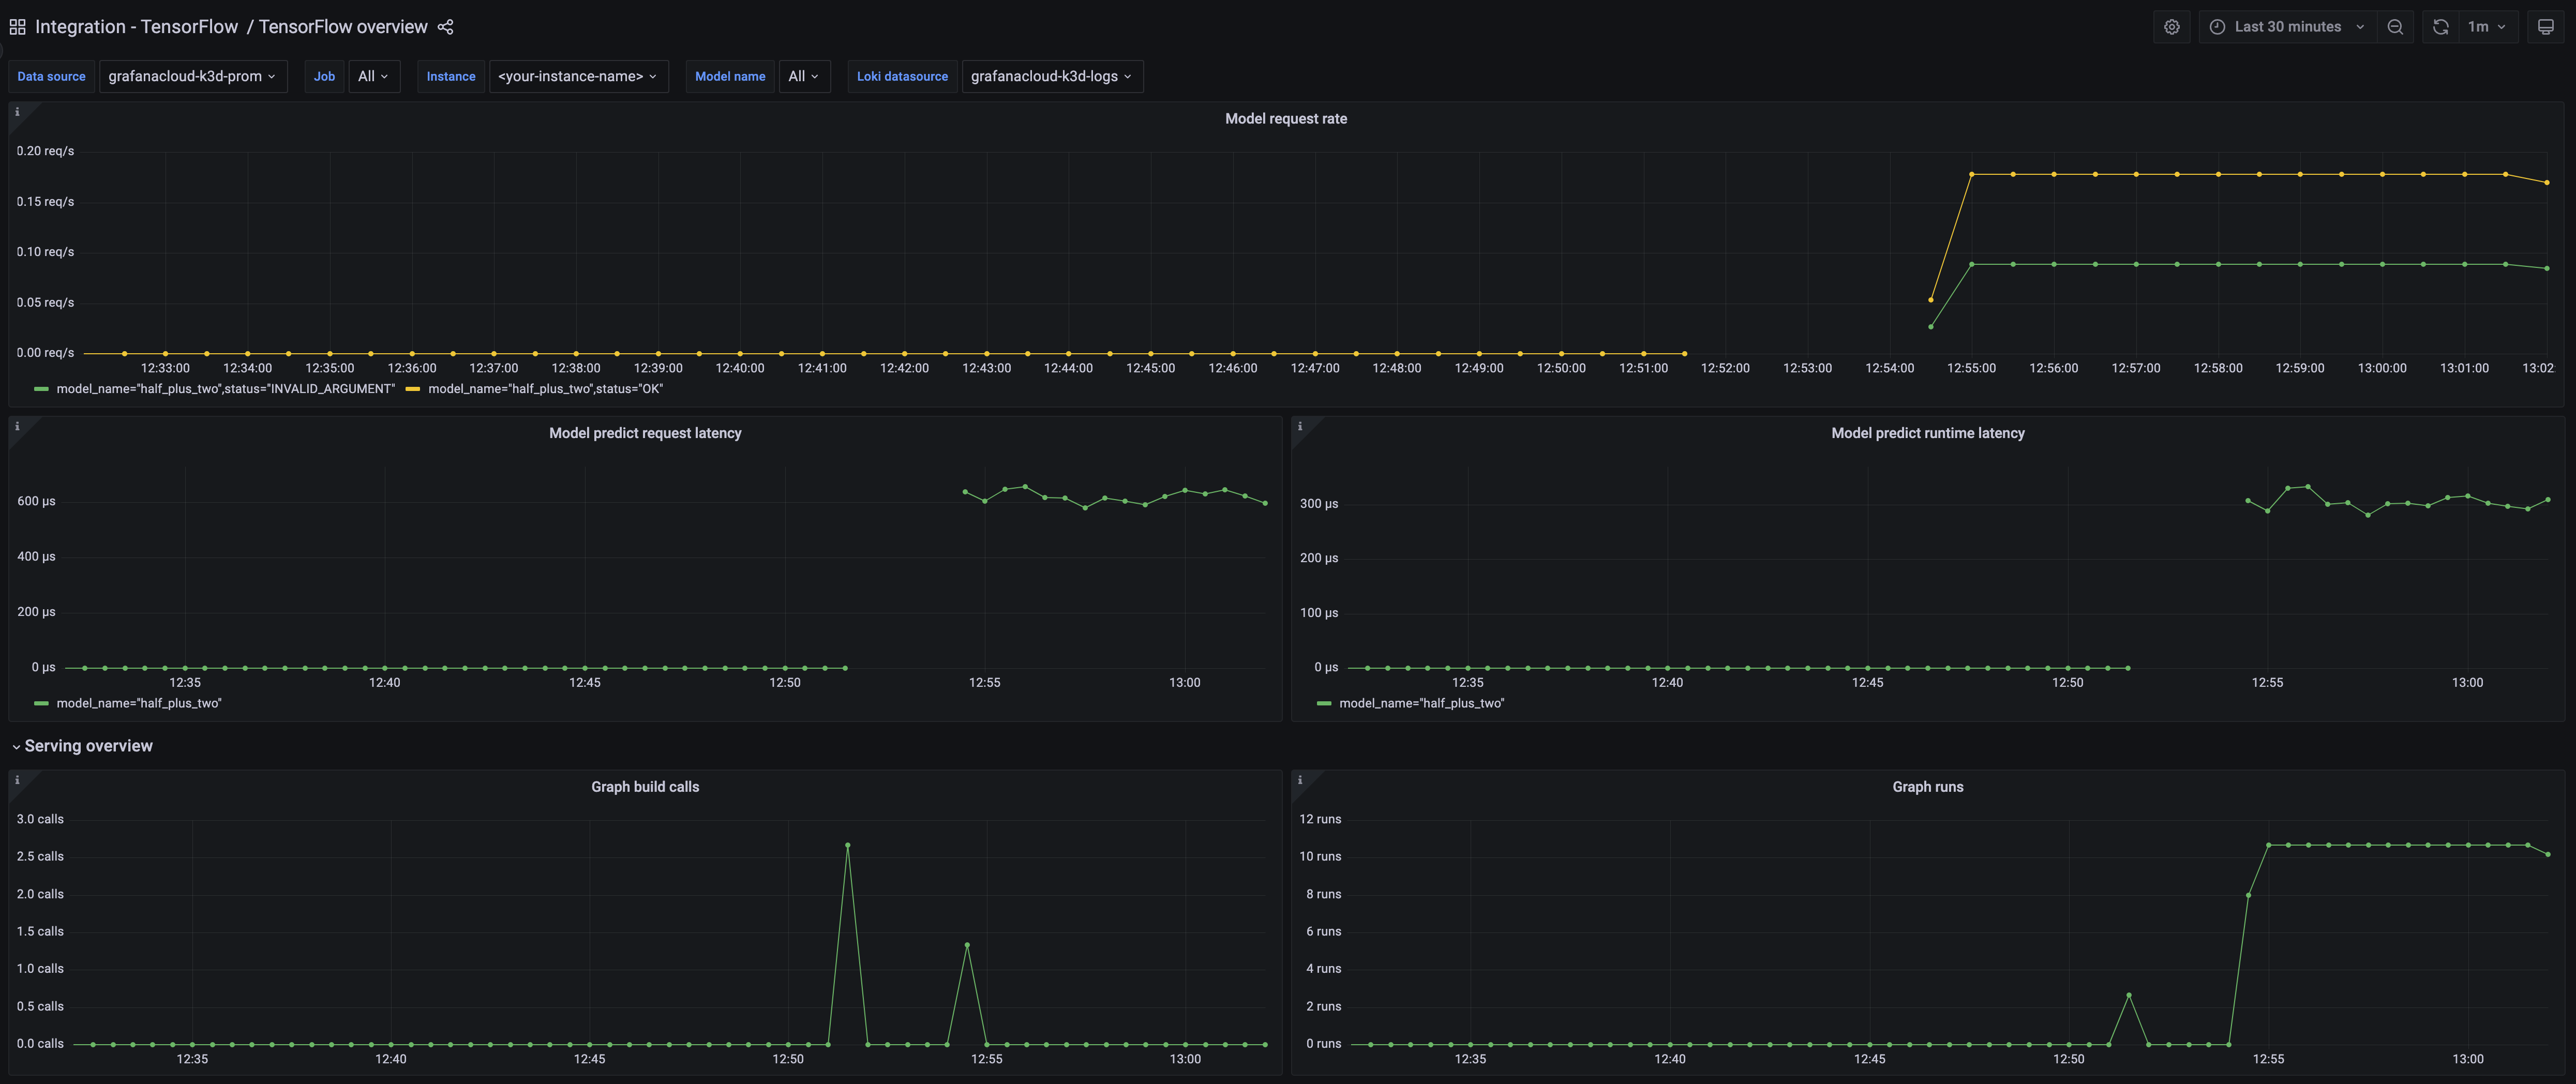 Integration - TensorFlow / TensorFlow overview
Last 30 minutes
1m
Data source grafanacloud-k3d-prom Job All Instance <your-instance-name> Model name All Loki datasource grafanacloud-k3d-logs
Model request rate
0.20 req/s
0.15 req/s
0.10 req/s
0.05 req/s
0.00 req/s
12:33:00 12:34:00 12:35:00 12:36:00 12:37:00 12:38:00 12:39:00 12:40:00 12:41:00 12:42:00 12:43:00 12:44:00 12:45:00 12:46:00 12:47:00 12:48:00 12:49:00 12:50:00 12:51:00 12:52:00 12:53:00 12:54:00 12:55:00 12:56:00 12:57:00 12:58:00 12:59:00 13:00:00 13:01:00 13:02:
model_name="half_plus_two",status="INVALID_ARGUMENT" model_name="half_plus_two",status="OK"
Model predict request latency
600 µs
400 µs
200 µs
0 µs
12:35 12:40 12:45 12:50 12:55 13:00
model_name="half_plus_two"
Model predict runtime latency
300 µs
200 µs
100 µs
0 µs
12:35 12:40 12:45 12:50 12:55 13:00
model_name="half_plus_two"
Serving overview
Graph build calls
3.0 calls
2.5 calls
2.0 calls
1.5 calls
1.0 calls
0.5 calls
0.0 calls
12:35 12:40 12:45 12:50 12:55 13:00
Graph runs
12 runs
10 runs
8 runs
6 runs
4 runs
2 runs
0 runs
12:35 12:40 12:45 12:50 12:55 13:00